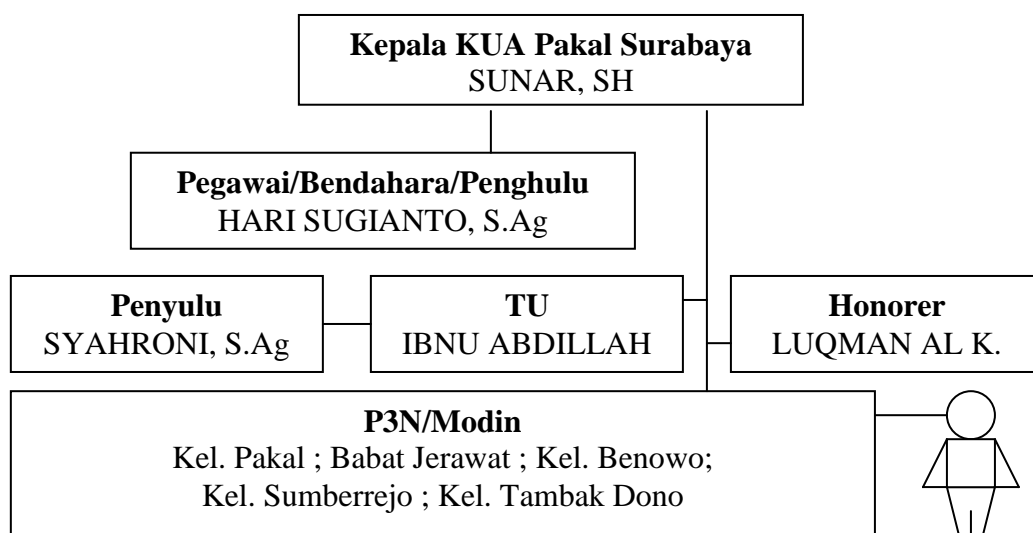 Kepala KUA Pakal Surabaya
SUNAR, SH
Pegawai/Bendahara/Penghulu
HARI SUGIANTO, S.Ag
Penyulu
SYAHRONI, S.Ag
TU
IBNU ABDILLAH
Honorer
LUQMAN AL K.
P3N/Modin
Kel. Pakal ; Babat Jerawat ; Kel. Benowo;
Kel. Sumberrejo ; Kel. Tambak Dono